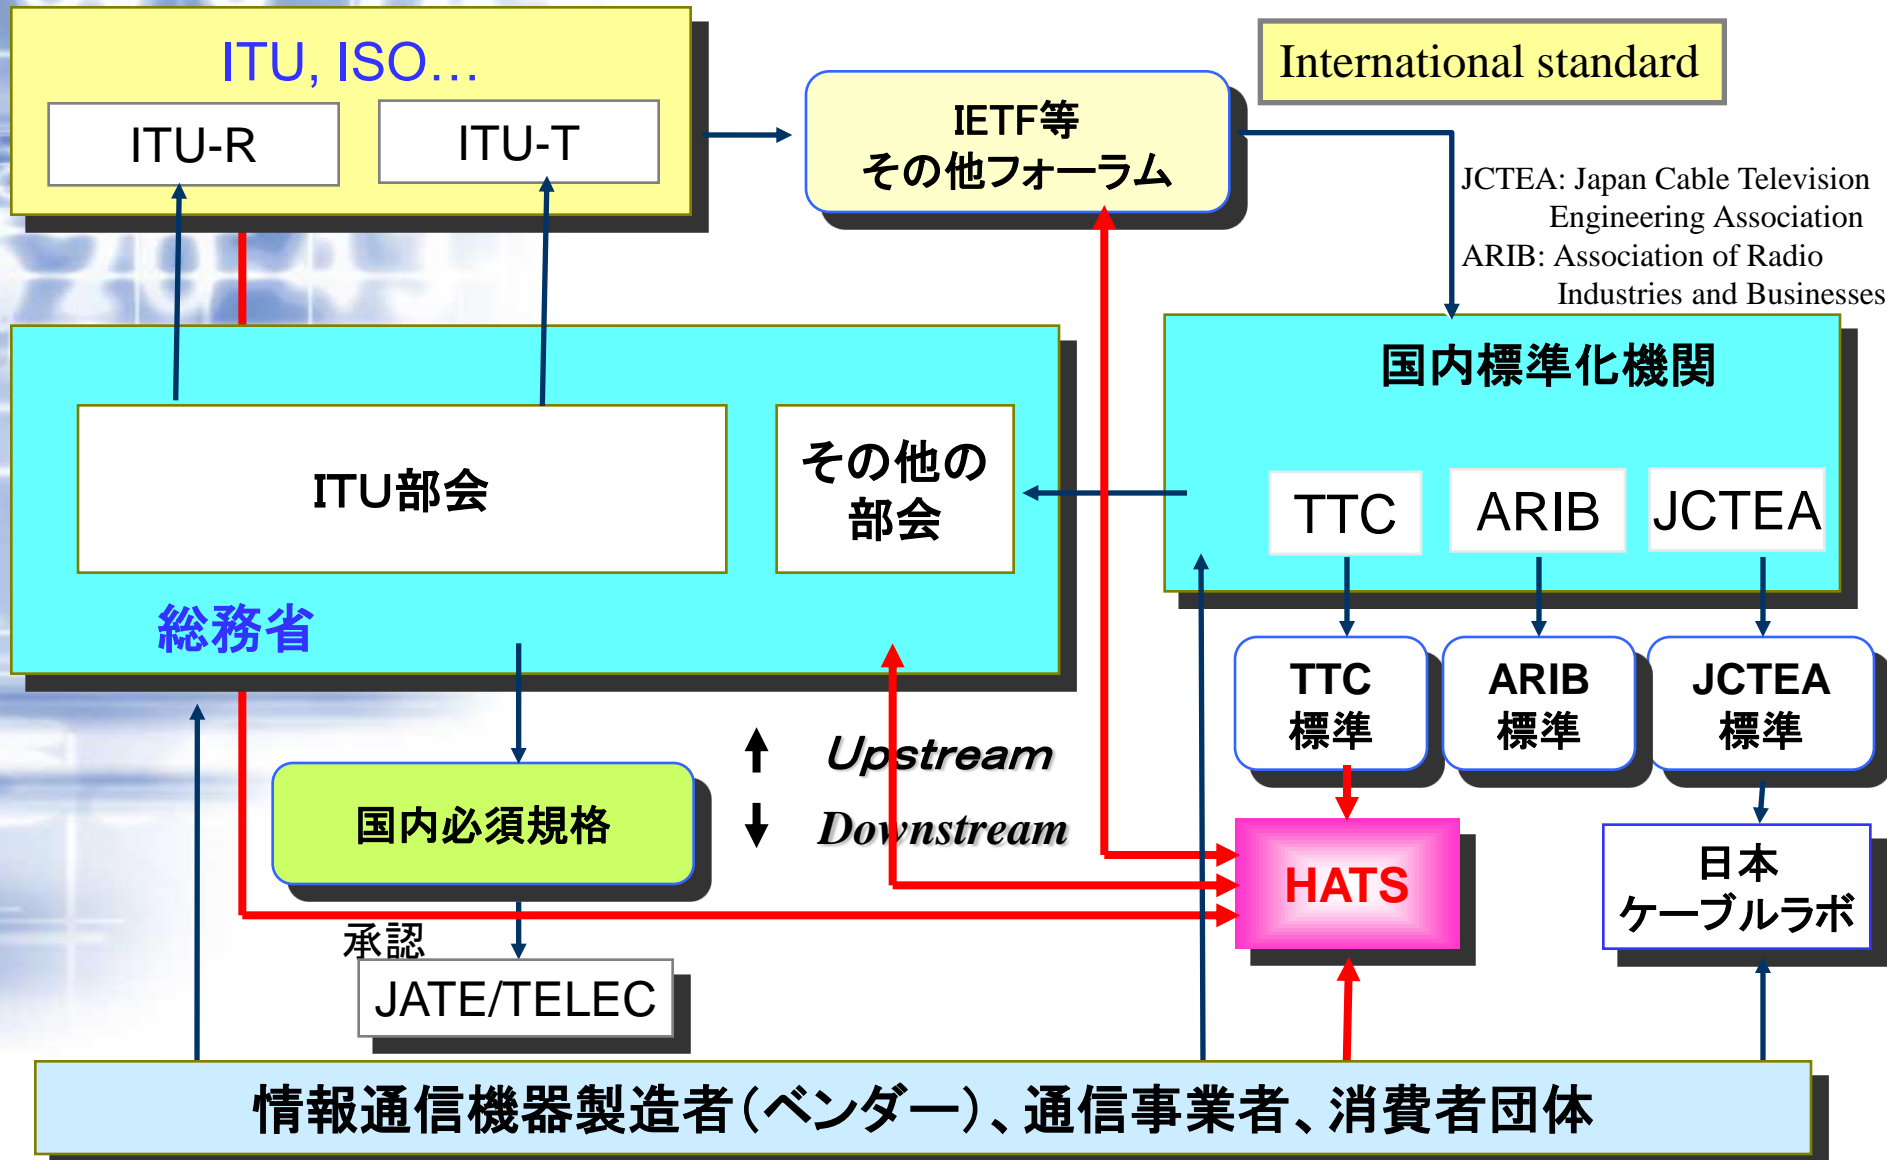 ITU, ISO…
ITU-R
ITU-T
IETF等
その他フォーラム
International standard
JCTEA: Japan Cable Television
Engineering Association
ARIB: Association of Radio
Industries and Businesses
国内標準化機関
ITU部会
その他の
部会
TTC
ARIB
JCTEA
総務省
TTC
標準
ARIB
標準
JCTEA
標準
Upstream
Downstream
国内必須規格
HATS
日本
ケーブルラボ
承認
JATE/TELEC
情報通信機器製造者（ベンダー）、通信事業者、消費者団体